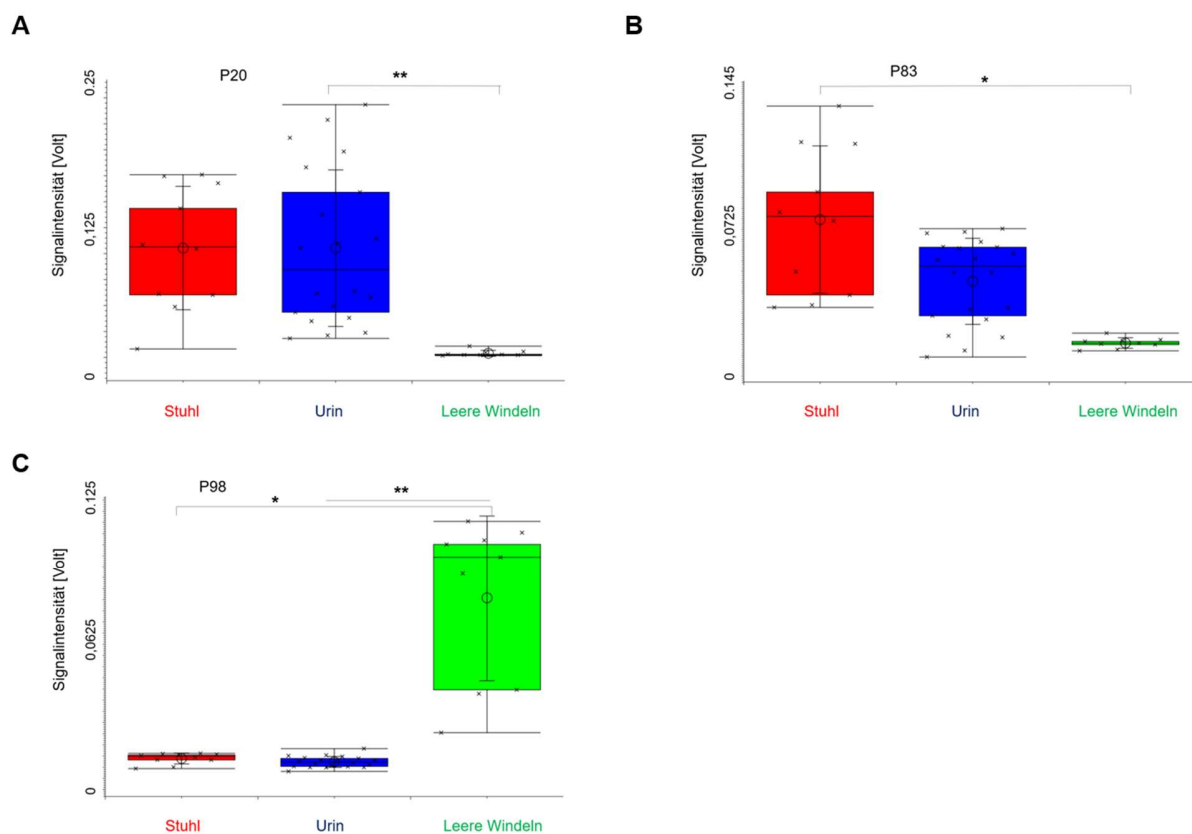 A
P20
**
Signalintensität [Volt]
0.25
0.125
0
Stuhl
Urin
Leere Windeln
B
P83
*
Signalintensität [Volt]
0.145
0,0725
0
Stuhl
Urin
Leere Windeln
C
P98
*
**
Signalintensität [Volt]
0.125
0,0625
0
Stuhl
Urin
Leere Windeln